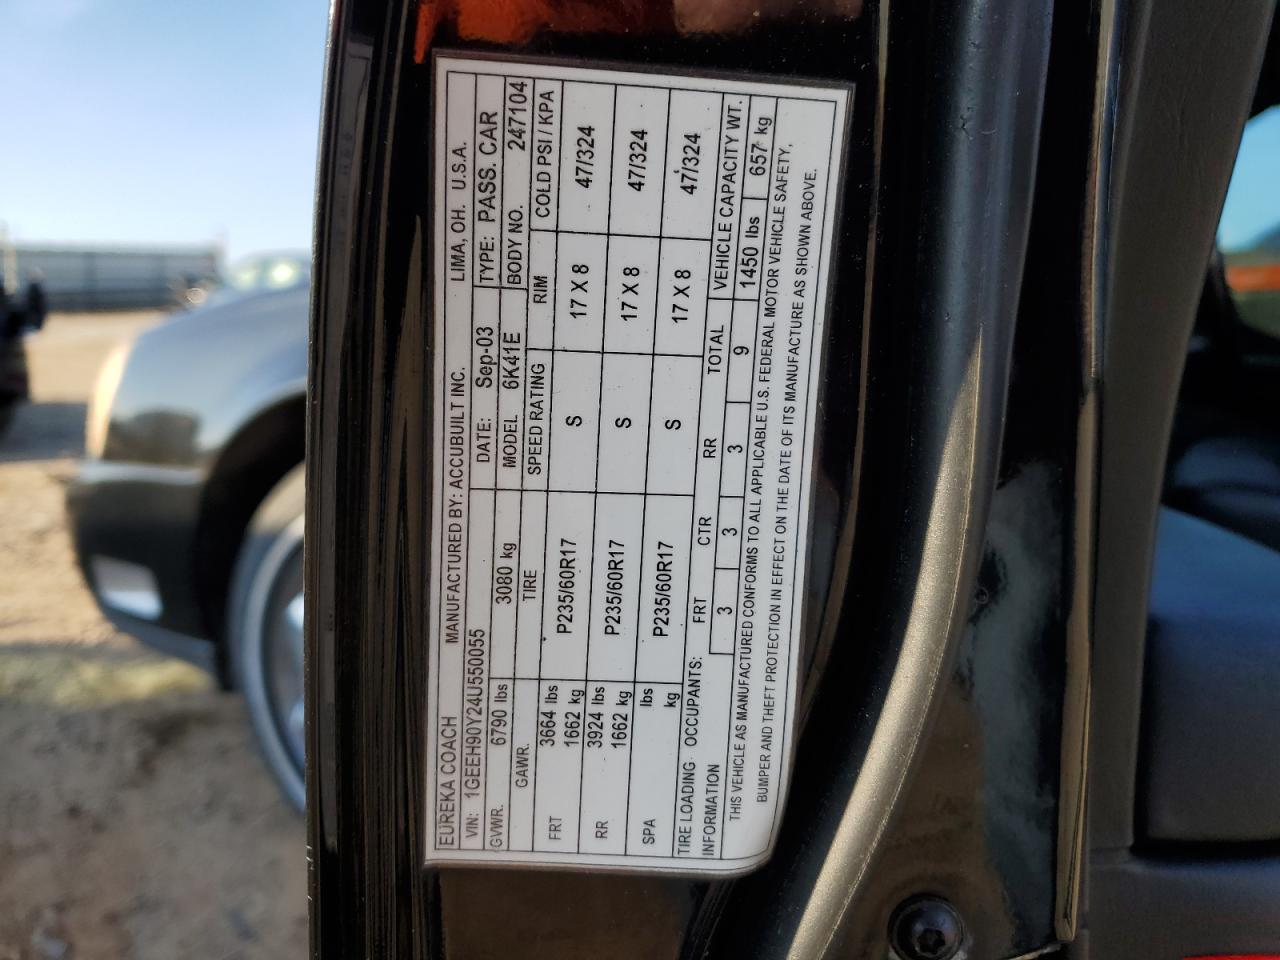 EUREKA COACH MANUFACTURED BY: ACCUBUILT INC. LIMA, OH. U.S.A.
VIN: 1GEEH90Y24U550055 DATE: Sep-03 TYPE: PASS. CAR
GVWR. 6790 lbs 3080 kg MODEL 6K41E BODY NO. 247104
GAWR. TIRE SPEED RATING RIM COLD PSI / KPA
FRT 3664 lbs 1662 kg P235/60R17 S 17 X 8 47/324
RR 3924 lbs 1662 kg P235/60R17 S 17 X 8 47/324
SPA lbs kg P235/60R17 S 17 X 8 47/324
TIRE LOADING OCCUPANTS: FRT CTR RR TOTAL VEHICLE CAPACITY WT.
INFORMATION 3 3 3 9 1450 lbs 657 kg
THIS VEHICLE AS MANUFACTURED CONFORMS TO ALL APPLICABLE U.S. FEDERAL MOTOR VEHICLE SAFETY,
BUMPER AND THEFT PROTECTION IN EFFECT ON THE DATE OF ITS MANUFACTURE AS SHOWN ABOVE.